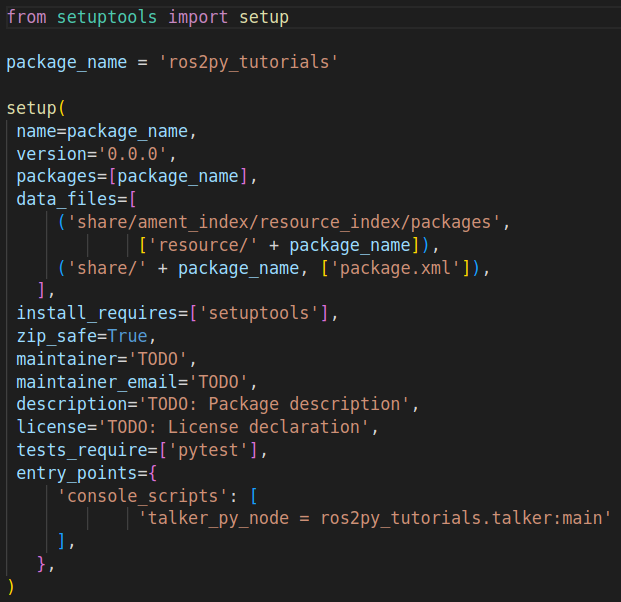 from setuptools import setup
package_name = 'ros2py_tutorials'
setup(
name=package_name,
version='0.0.0',
packages=[package_name],
data_files=[
('share/ament_index/resource_index/packages',
['resource/' + package_name]),
('share/' + package_name, ['package.xml']),
],
install_requires=['setuptools'],
zip_safe=True,
maintainer='TODO',
maintainer_email='TODO',
description='TODO: Package description',
license='TODO: License declaration',
tests_require=['pytest'],
entry_points={
'console_scripts': [
'talker_py_node = ros2py_tutorials.talker:main'
],
},
)